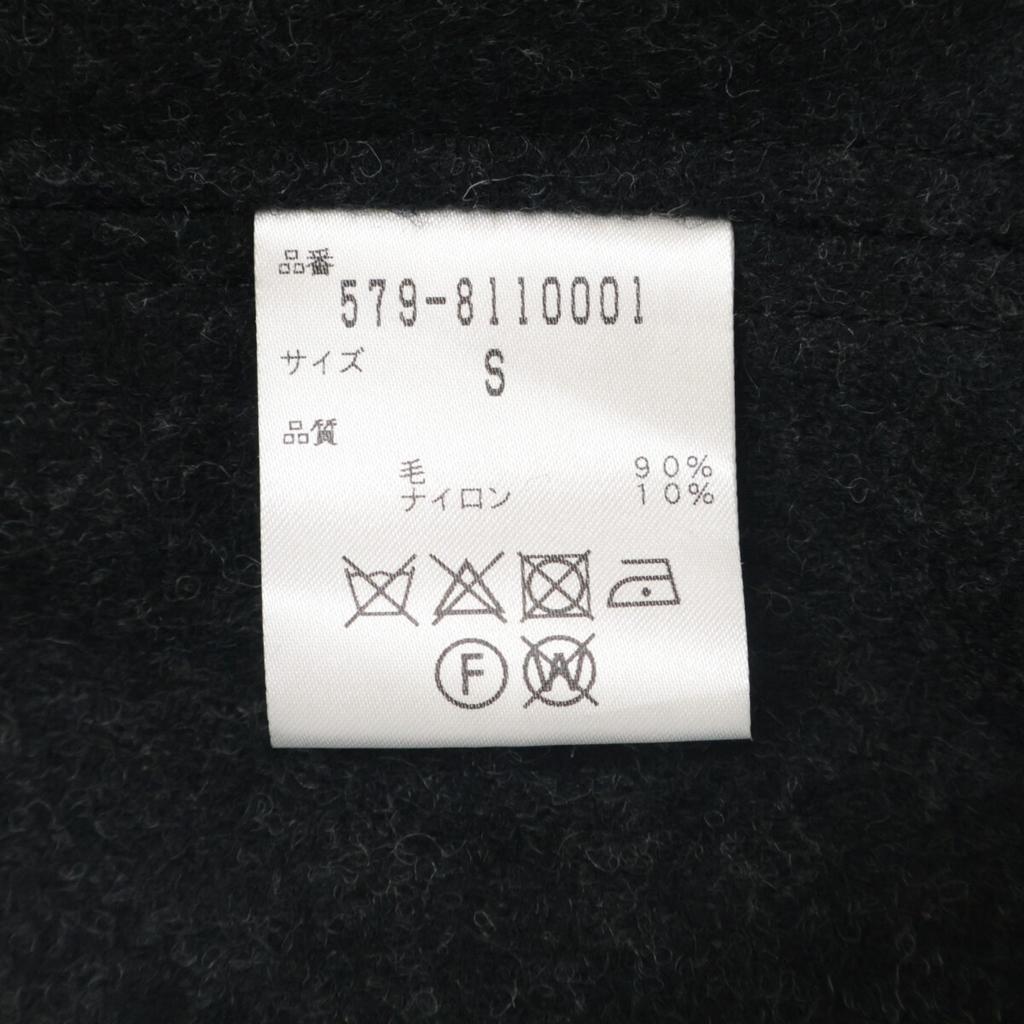 品番
579-8110001
サイズ S
品質
毛 90%
ナイロン 10%
F W